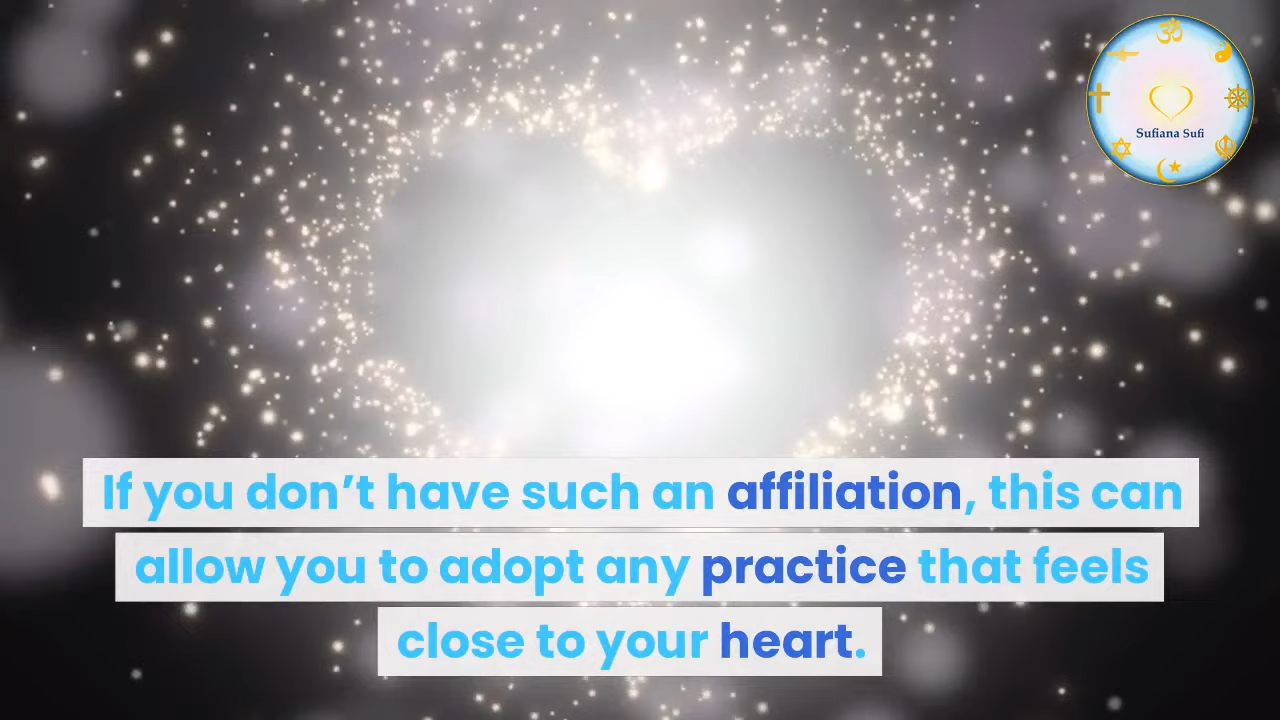 Sufiana Sufi
If you don’t have such an affiliation, this can
allow you to adopt any practice that feels
close to your heart.